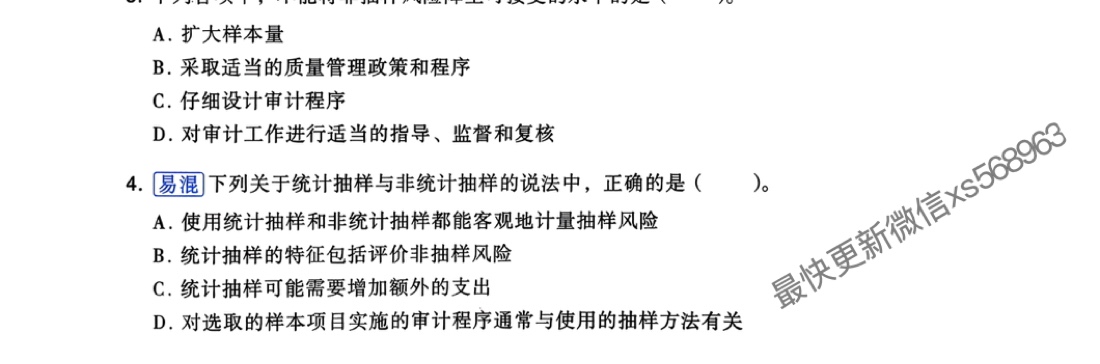 A. 扩大样本量
B. 采取适当的质量管理政策和程序
C. 仔细设计审计程序
D. 对审计工作进行适当的指导、监督和复核
4. 易混 下列关于统计抽样与非统计抽样的说法中，正确的是（　　）。
A. 使用统计抽样和非统计抽样都能客观地计量抽样风险
B. 统计抽样的特征包括评价非抽样风险
C. 统计抽样可能需要增加额外的支出
D. 对选取的样本项目实施的审计程序通常与使用的抽样方法有关
最快更新微信xs568963